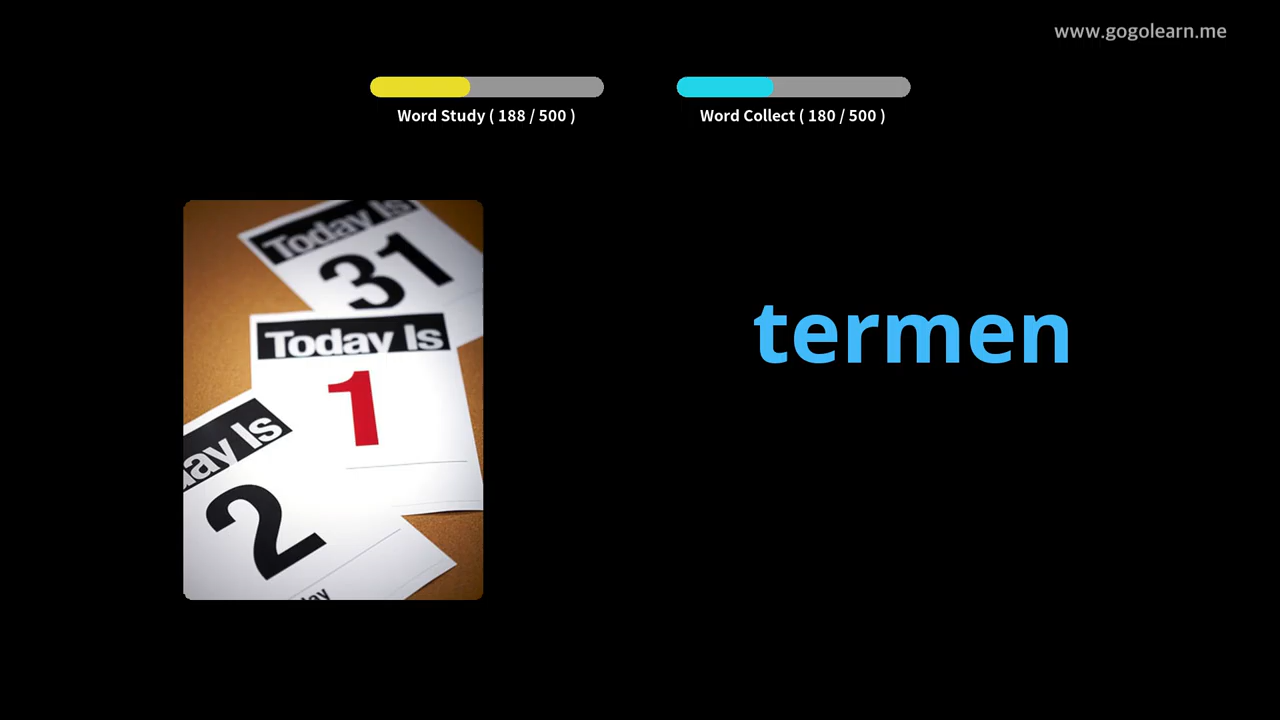 www.gogolearn.me
Word Study ( 188 / 500 )
Word Collect ( 180 / 500 )
Today Is
31
Today Is
1
termen
day Is
2